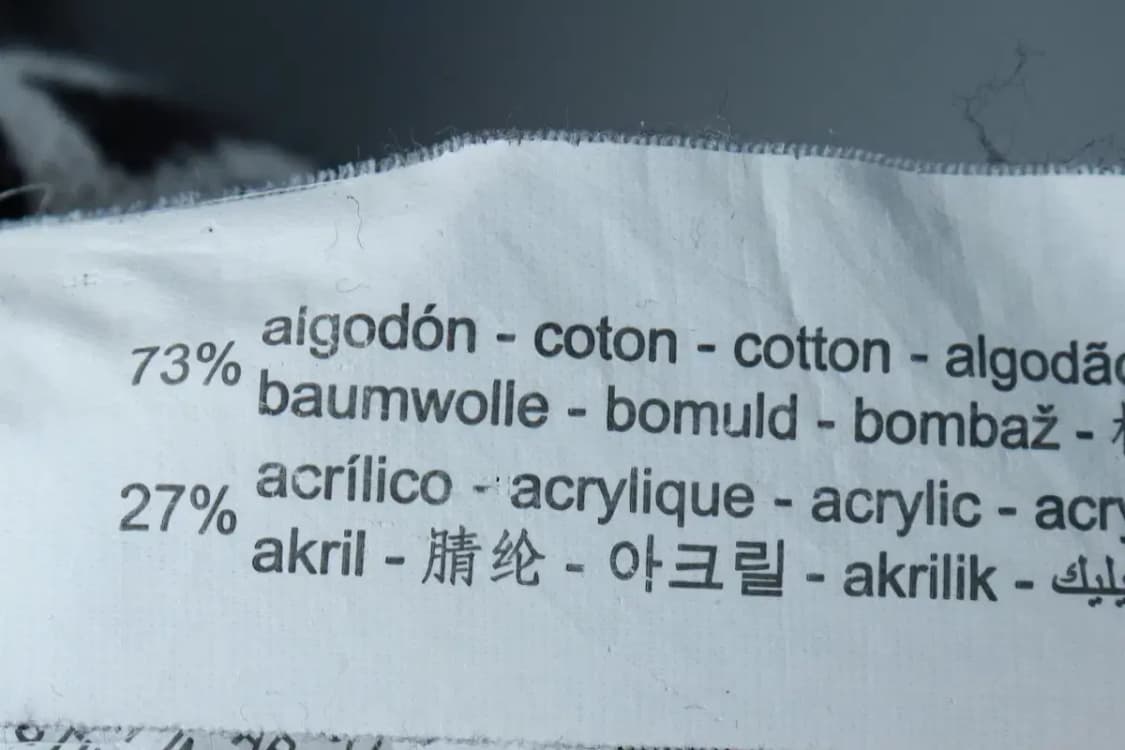 73% algodón - coton - cotton - algodão
baumwolle - bomuld - bombaž -
27% acrílico - acrylique - acrylic -
akril - 腈纶 - 아크릴 - akrilik -